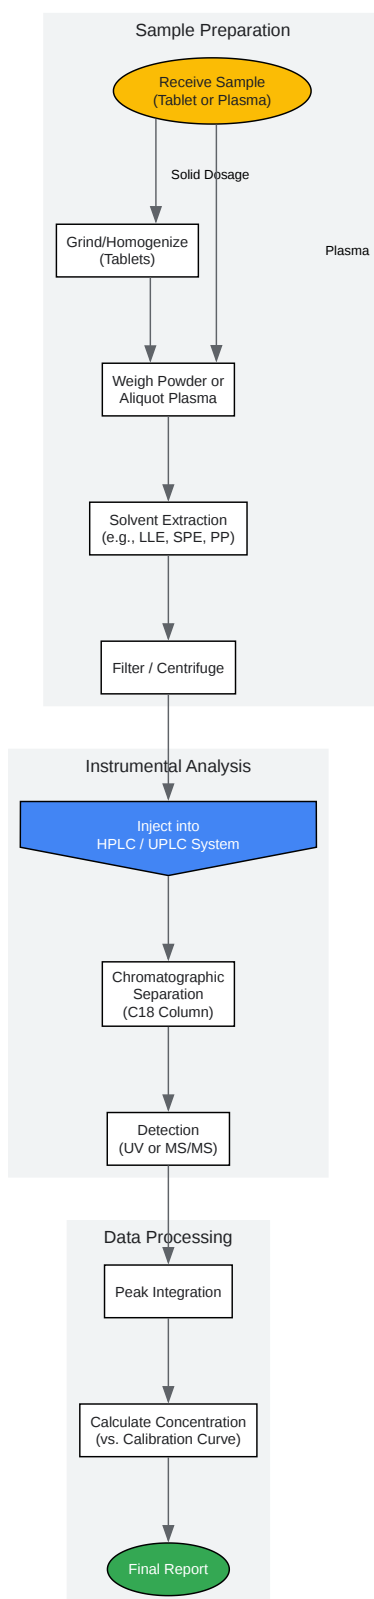 Sample Preparation
Receive Sample
(Tablet or Plasma)
Solid Dosage
Grind/Homogenize
(Tablets)
Plasma
Weigh Powder or
Aliquot Plasma
Solvent Extraction
(e.g., LLE, SPE, PP)
Filter / Centrifuge
Instrumental Analysis
Inject into
HPLC / UPLC System
Chromatographic
Separation
(C18 Column)
Detection
(UV or MS/MS)
Data Processing
Peak Integration
Calculate Concentration
(vs. Calibration Curve)
Final Report